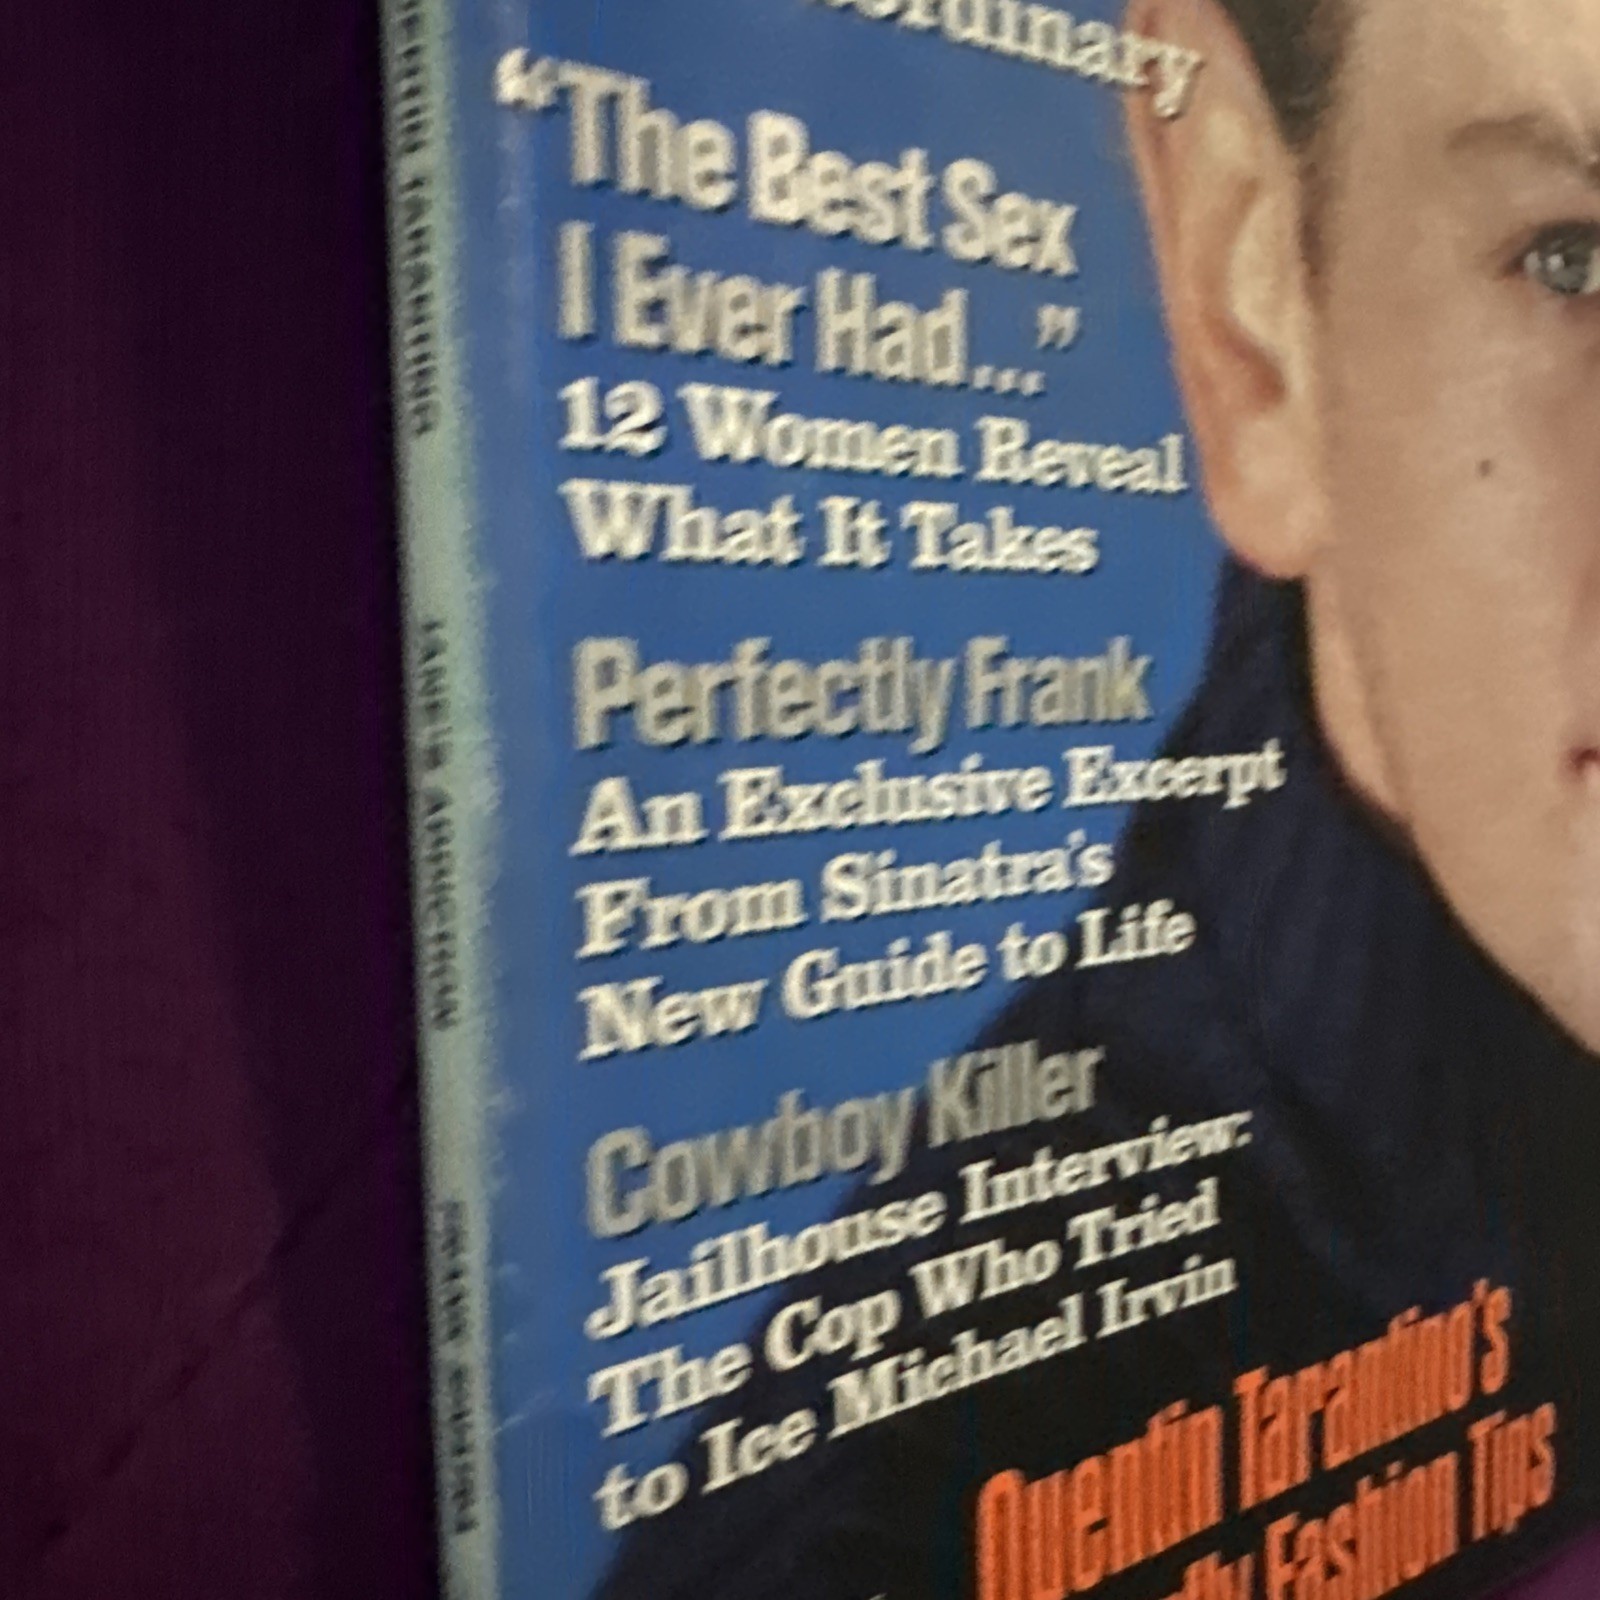 “The Best Sex
I Ever Had...”
12 Women Reveal
What It Takes
Perfectly Frank
An Exclusive Excerpt
From Sinatra's
New Guide to Life
Cowboy Killer
Jailhouse Interview:
The Cop Who Tried
to Ice Michael Irvin
Quentin Tarantino's
Fashion Tips